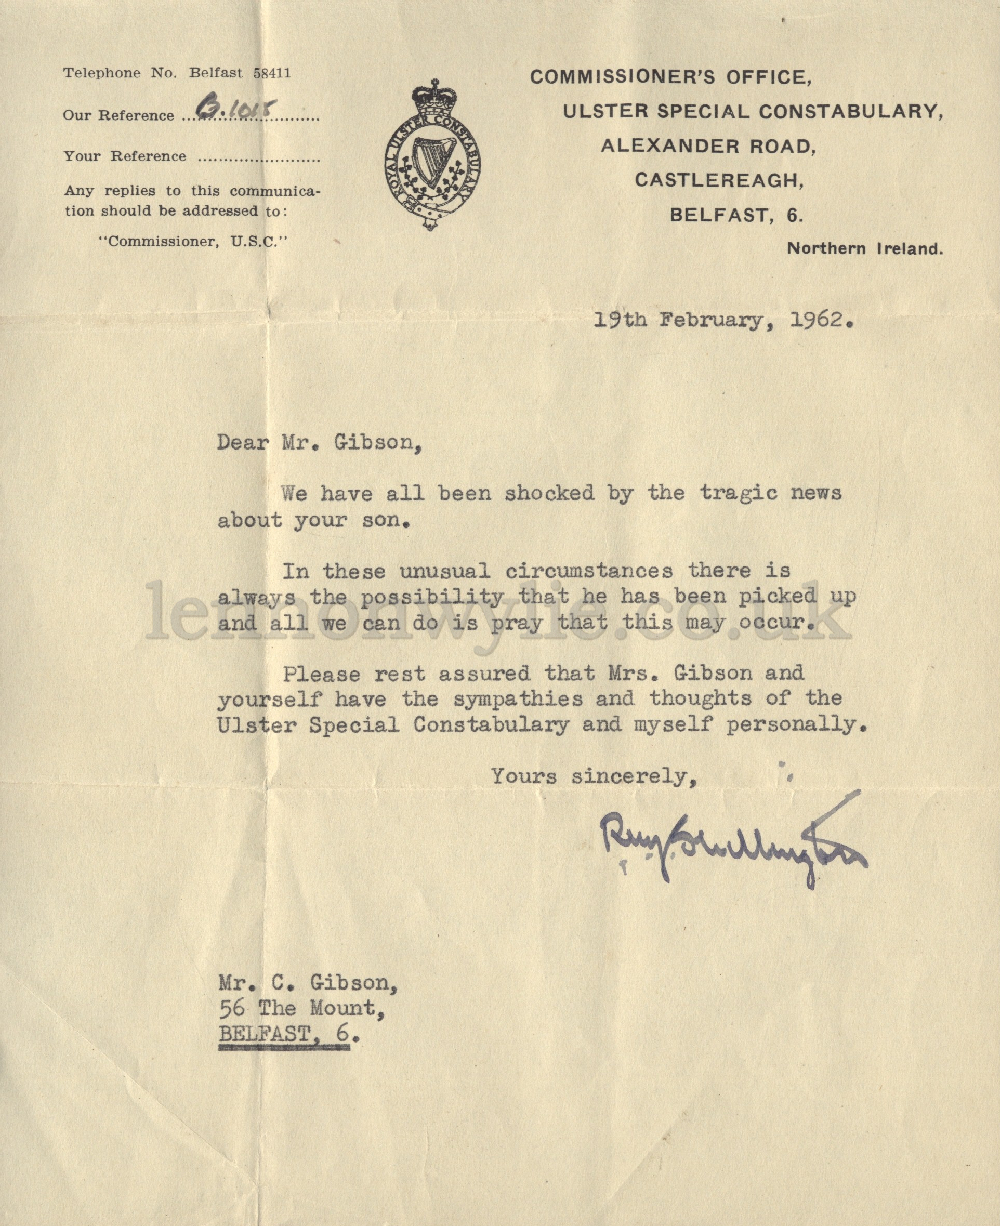 Telephone No. Belfast 58411
Our Reference B.1015
Your Reference
Any replies to this communica-
tion should be addressed to:
"Commissioner, U.S.C."
ROYAL ULSTER CONSTABULARY
COMMISSIONER'S OFFICE,
ULSTER SPECIAL CONSTABULARY,
ALEXANDER ROAD,
CASTLEREAGH,
BELFAST, 6.
Northern Ireland.
19th February, 1962.
Dear Mr. Gibson,
We have all been shocked by the tragic news
about your son.
In these unusual circumstances there is
always the possibility that he has been picked up
and all we can do is pray that this may occur.
lennonwylie.co.uk
Please rest assured that Mrs. Gibson and
yourself have the sympathies and thoughts of the
Ulster Special Constabulary and myself personally.
Yours sincerely,
Mr. C. Gibson,
56 The Mount,
BELFAST, 6.